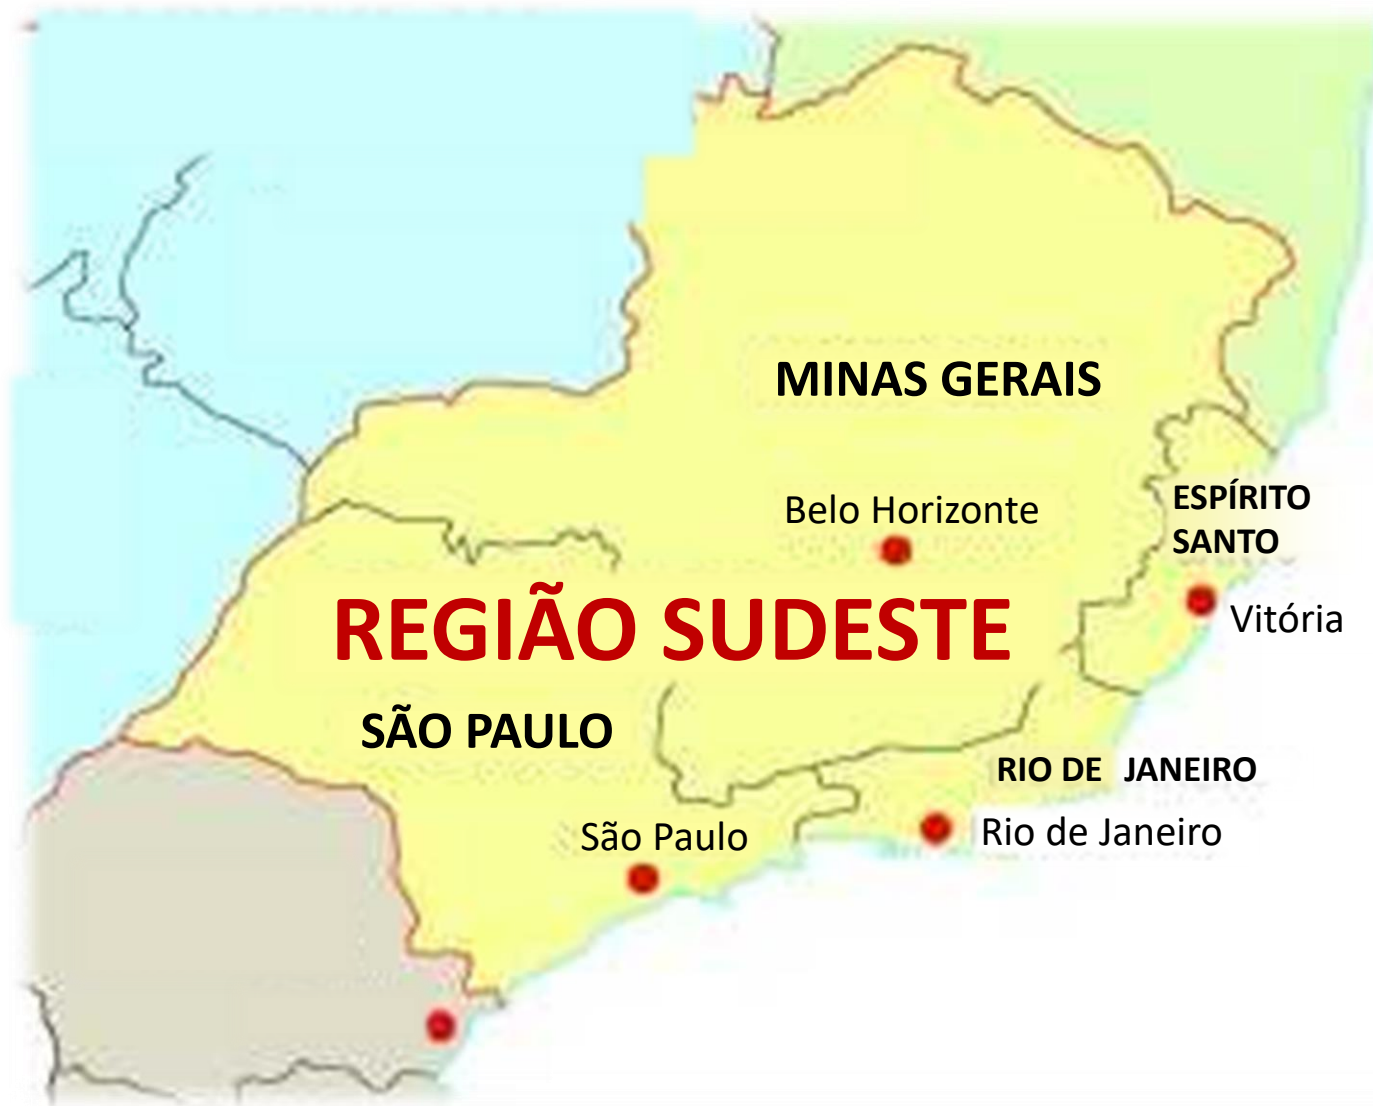 MINAS GERAIS
Belo Horizonte
ESPÍRITO
SANTO
REGIÃO SUDESTE
Vitória
SÃO PAULO
RIO DE JANEIRO
São Paulo
Rio de Janeiro